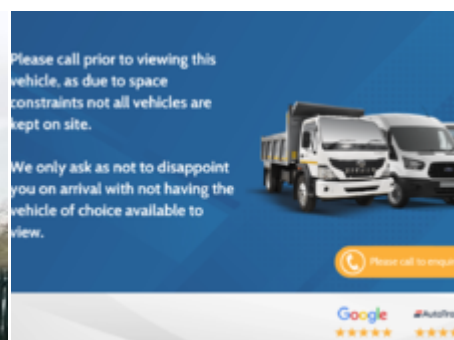 Please call prior to viewing this
vehicle, as due to space
constraints not all vehicles are
kept on site.
We only ask as not to disappoint
you on arrival with not having the
vehicle of choice available to
view.
Please call to enqui
Google
AutoTra